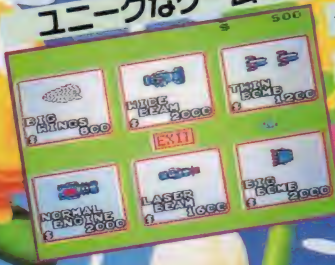 ユニークなゲーム
$ 500
BIG
WINGS
$ 800
WIDE
BEAM
$ 2000
TWIN
BOMB
$ 1200
EXIT
NORMAL
ENGINE
$ 2000
LASER
BEAM
$ 1600
BIG
BOMB
$ 2000